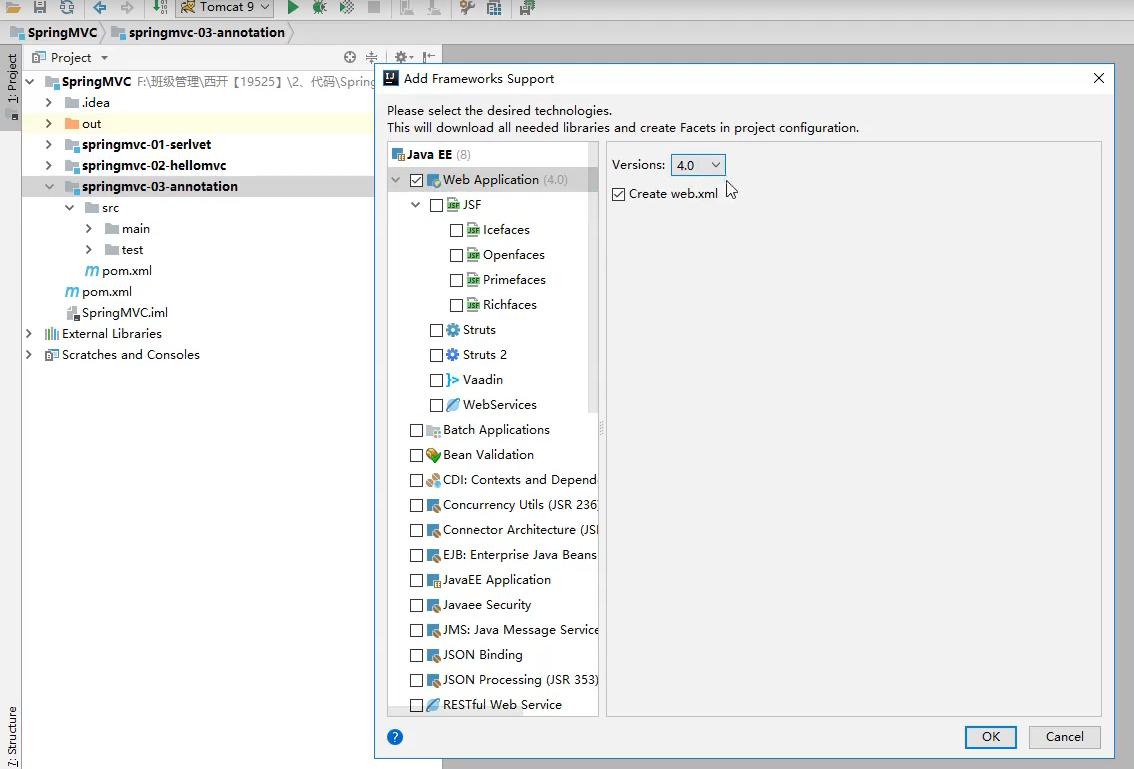 Tomcat 9
SpringMVC
springmvc-03-annotation
1: Project
Project
SpringMVC F:\班级管理\西开【19525】\2、代码\Spring
.idea
out
springmvc-01-serlvet
springmvc-02-hellomvc
springmvc-03-annotation
src
main
test
pom.xml
pom.xml
SpringMVC.iml
External Libraries
Scratches and Consoles
7: Structure
Add Frameworks Support
Please select the desired technologies.
This will download all needed libraries and create Facets in project configuration.
Java EE (8)
Web Application (4.0)
JSF
Icefaces
Openfaces
Primefaces
Richfaces
Struts
Struts 2
Vaadin
WebServices
Batch Applications
Bean Validation
CDI: Contexts and Depend
Concurrency Utils (JSR 236
Connector Architecture (JS
EJB: Enterprise Java Beans
JavaEE Application
Javaee Security
JMS: Java Message Service
JSON Binding
JSON Processing (JSR 353)
RESTful Web Service
Versions: 4.0
Create web.xml
?
OK
Cancel